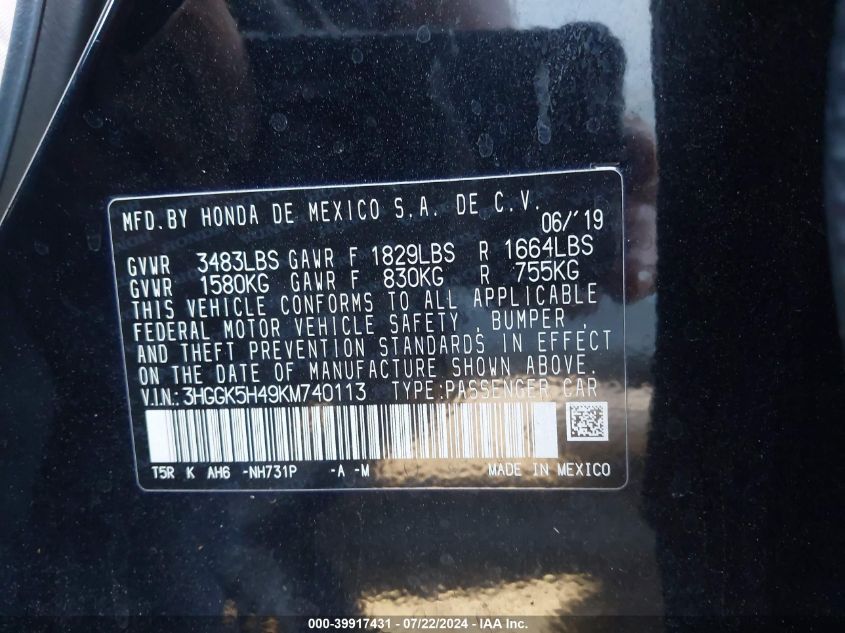 MFD.BY HONDA DE MEXICO S.A. DE C.V. 06/'19
GVWR 3483LBS GAWR F 1829LBS R 1664LBS
GVWR 1580KG GAWR F 830KG R 755KG
THIS VEHICLE CONFORMS TO ALL APPLICABLE
FEDERAL MOTOR VEHICLE SAFETY , BUMPER ,
AND THEFT PREVENTION STANDARDS IN EFFECT
ON THE DATE OF MANUFACTURE SHOWN ABOVE.
V.I.N.: 3HGGK5H49KM740113 TYPE:PASSENGER CAR
T5R K AH6 -NH731P -A -M MADE IN MEXICO
000-39917431 - 07/22/2024 - IAA Inc.